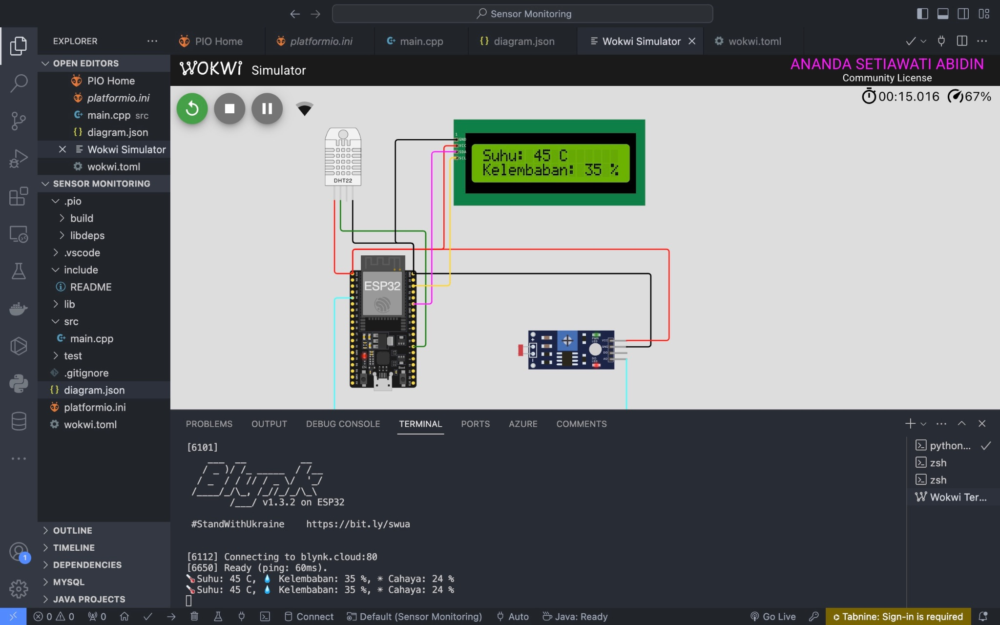 Sensor Monitoring
EXPLORER
PIO Home
platformio.ini
main.cpp
diagram.json
Wokwi Simulator
wokwi.toml
OPEN EDITORS
PIO Home
platformio.ini
main.cpp src
diagram.json
Wokwi Simulator
wokwi.toml
SENSOR MONITORING
.pio
build
libdeps
.vscode
include
README
lib
src
main.cpp
test
.gitignore
diagram.json
platformio.ini
wokwi.toml
OUTLINE
TIMELINE
DEPENDENCIES
MYSQL
JAVA PROJECTS
WOKWi Simulator
ANANDA SETIAWATI ABIDIN
Community License
00:15.016 67%
1
GND
VCC
SDA
SCL
Suhu: 45 C
Kelembaban: 35 %
DHT22
ESP32
EN
Boot
PWR
LED
DO
LED
VCC
GND
DO
AO
PROBLEMS OUTPUT DEBUG CONSOLE TERMINAL PORTS AZURE COMMENTS
[6101]
Blynk
v1.3.2 on ESP32
#StandWithUkraine https://bit.ly/swua
[6112] Connecting to blynk.cloud:80
[6650] Ready (ping: 60ms).
Suhu: 45 C, Kelembaban: 35 %, Cahaya: 24 %
Suhu: 45 C, Kelembaban: 35 %, Cahaya: 24 %
python...
zsh
zsh
Wokwi Ter...
1
0 0 0 Connect Default (Sensor Monitoring) Auto Java: Ready Go Live Tabnine: Sign-in is required